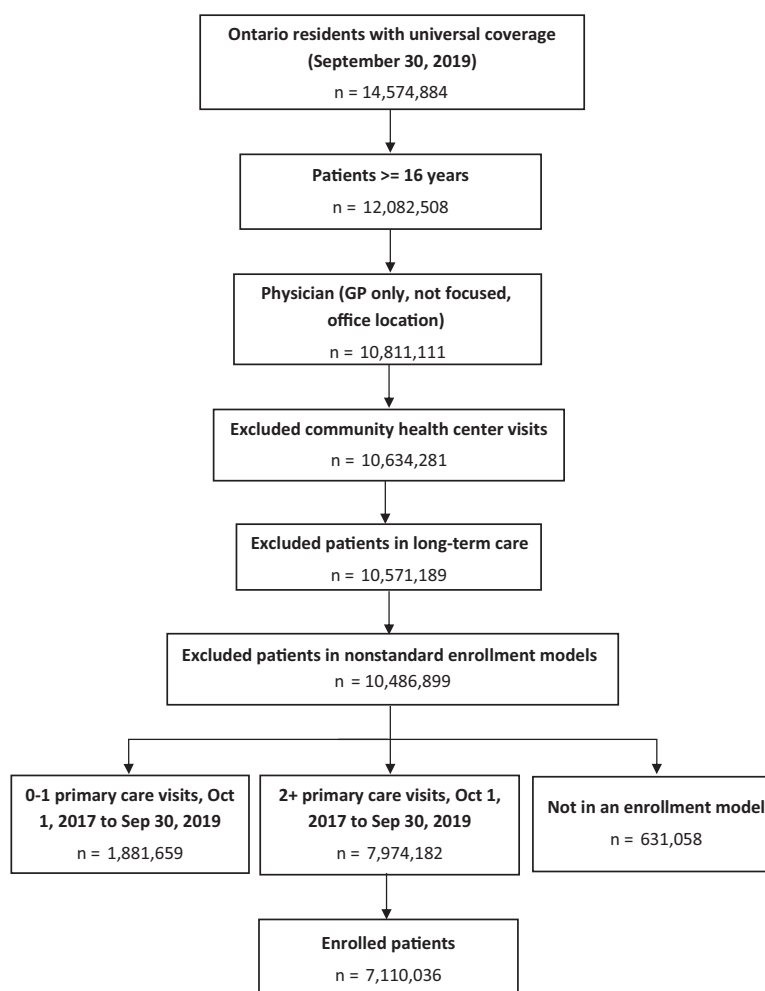 Ontario residents with universal coverage
(September 30, 2019)
n = 14,574,884
Patients >= 16 years
n = 12,082,508
Physician (GP only, not focused,
office location)
n = 10,811,111
Excluded community health center visits
n = 10,634,281
Excluded patients in long-term care
n = 10,571,189
Excluded patients in nonstandard enrollment models
n = 10,486,899
0-1 primary care visits, Oct
1, 2017 to Sep 30, 2019
n = 1,881,659
2+ primary care visits, Oct 1,
2017 to Sep 30, 2019
n = 7,974,182
Not in an enrollment model
n = 631,058
Enrolled patients
n = 7,110,036